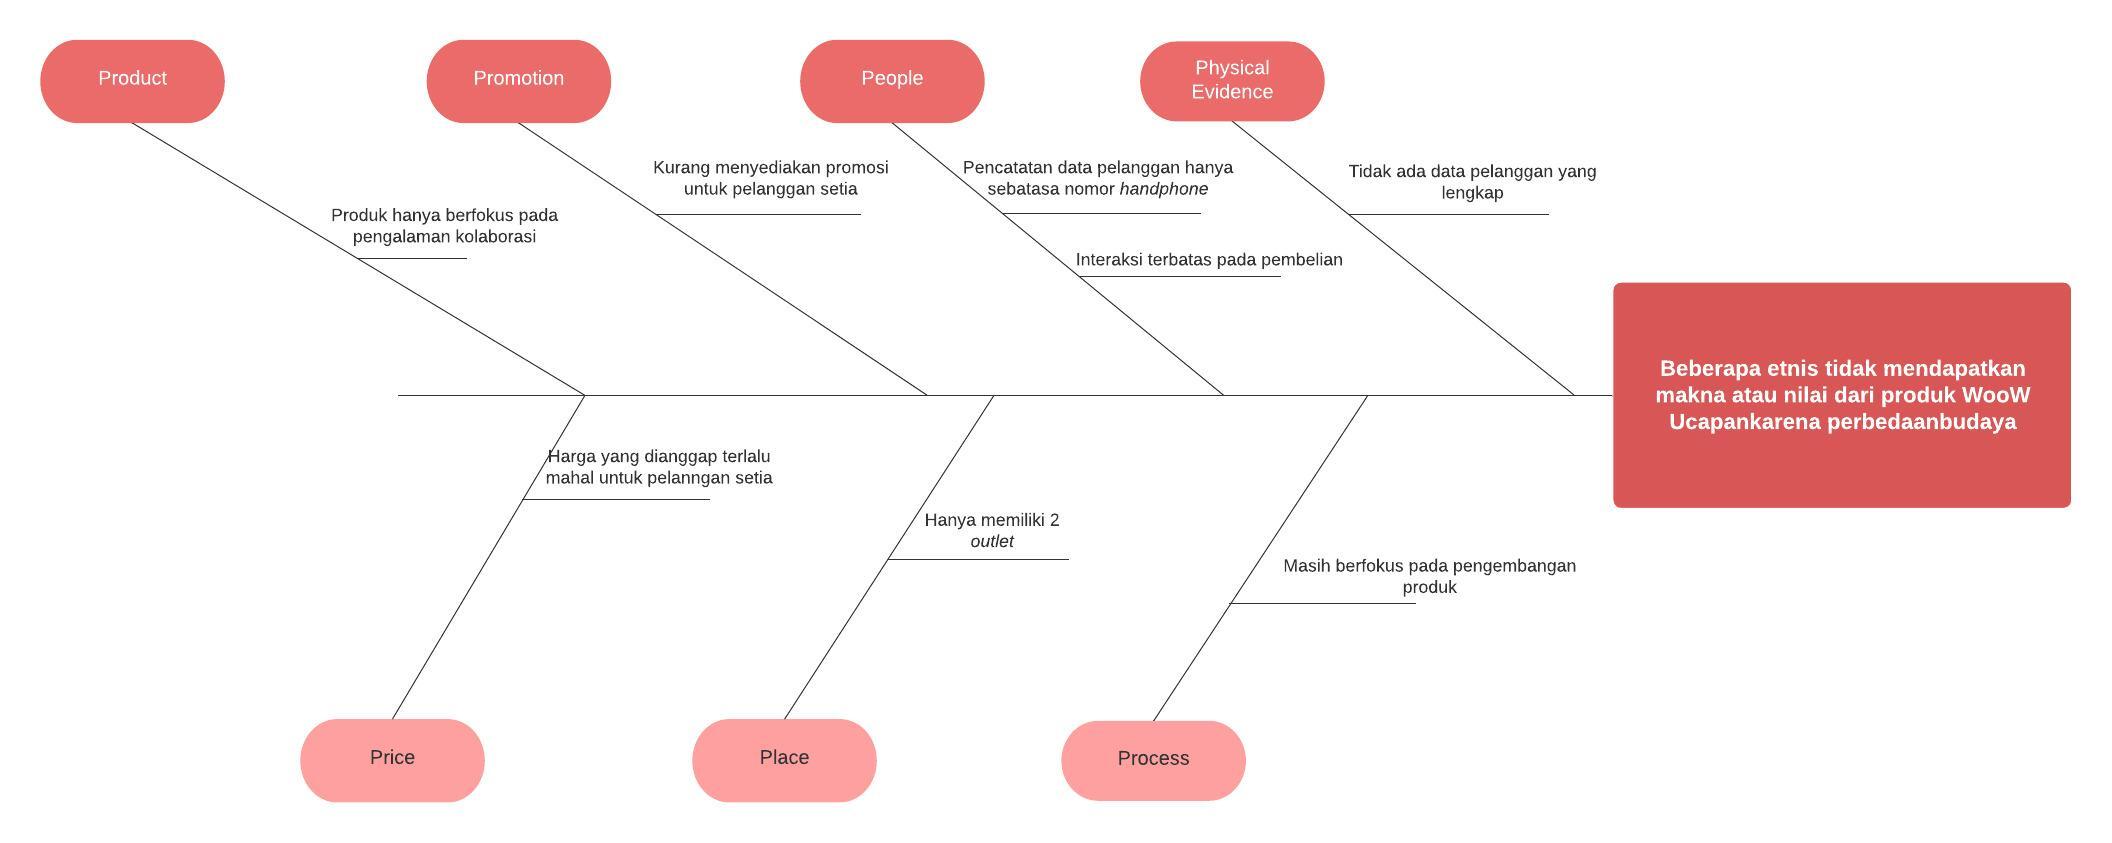 Product
Promotion
People
Physical
Evidence
Kurang menyediakan promosi
untuk pelanggan setia
Pencatatan data pelanggan hanya
sebatasa nomor handphone
Tidak ada data pelanggan yang
lengkap
Produk hanya berfokus pada
pengalaman kolaborasi
Interaksi terbatas pada pembelian
Beberapa etnis tidak mendapatkan
makna atau nilai dari produk WooW
Ucapankarena perbedaanbudaya
Harga yang dianggap terlalu
mahal untuk pelanngan setia
Hanya memiliki 2
outlet
Masih berfokus pada pengembangan
produk
Price
Place
Process